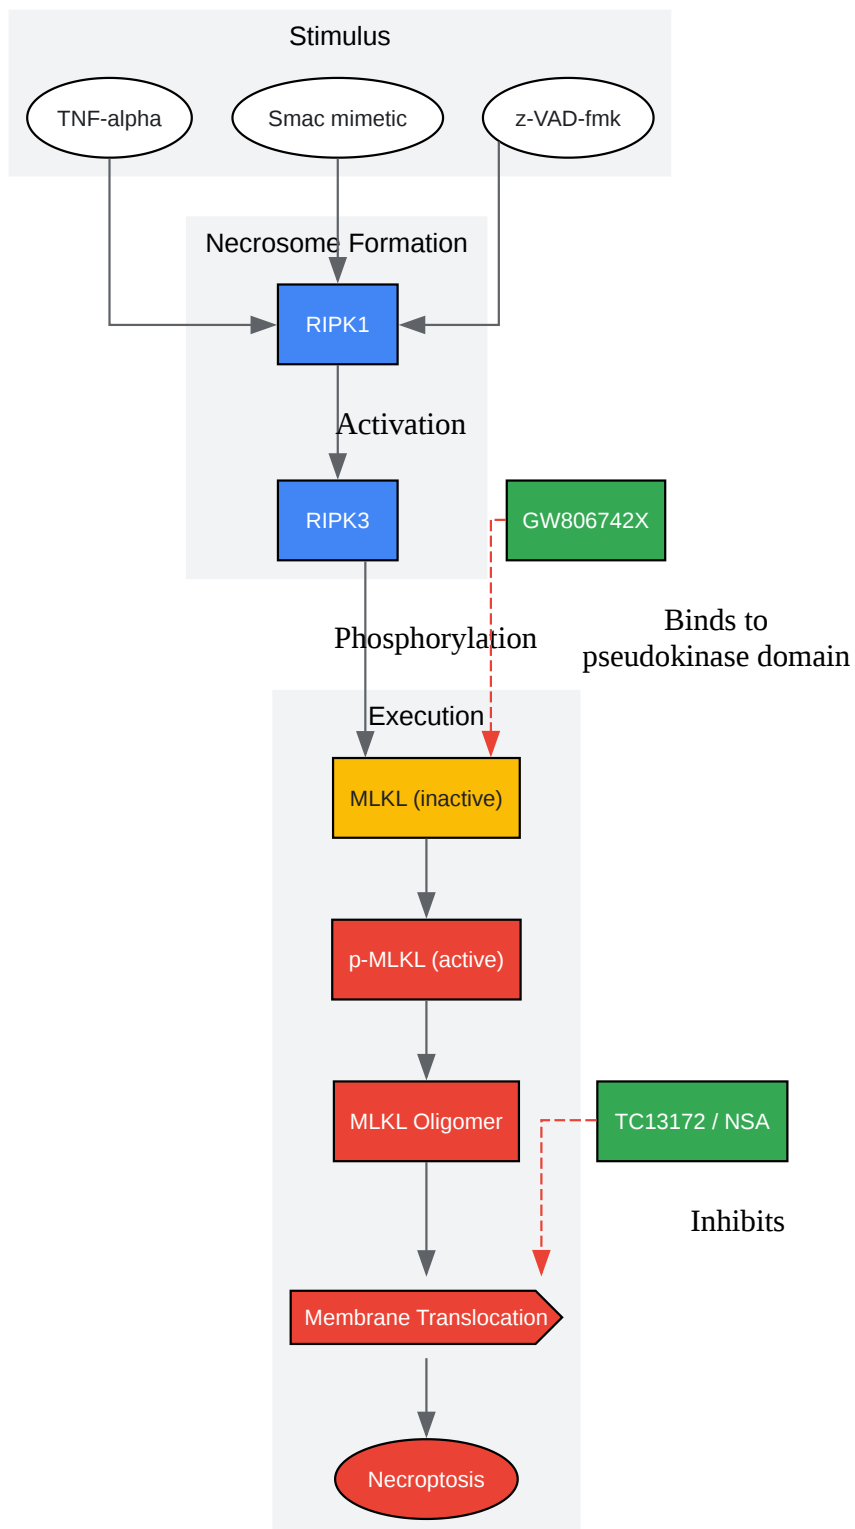 Stimulus
TNF-alpha
Smac mimetic
z-VAD-fmk
Necrosome Formation
RIPK1
Activation
RIPK3
GW806742X
Phosphorylation
Binds to
pseudokinase domain
Execution
MLKL (inactive)
p-MLKL (active)
MLKL Oligomer
TC13172 / NSA
Inhibits
Membrane Translocation
Necroptosis